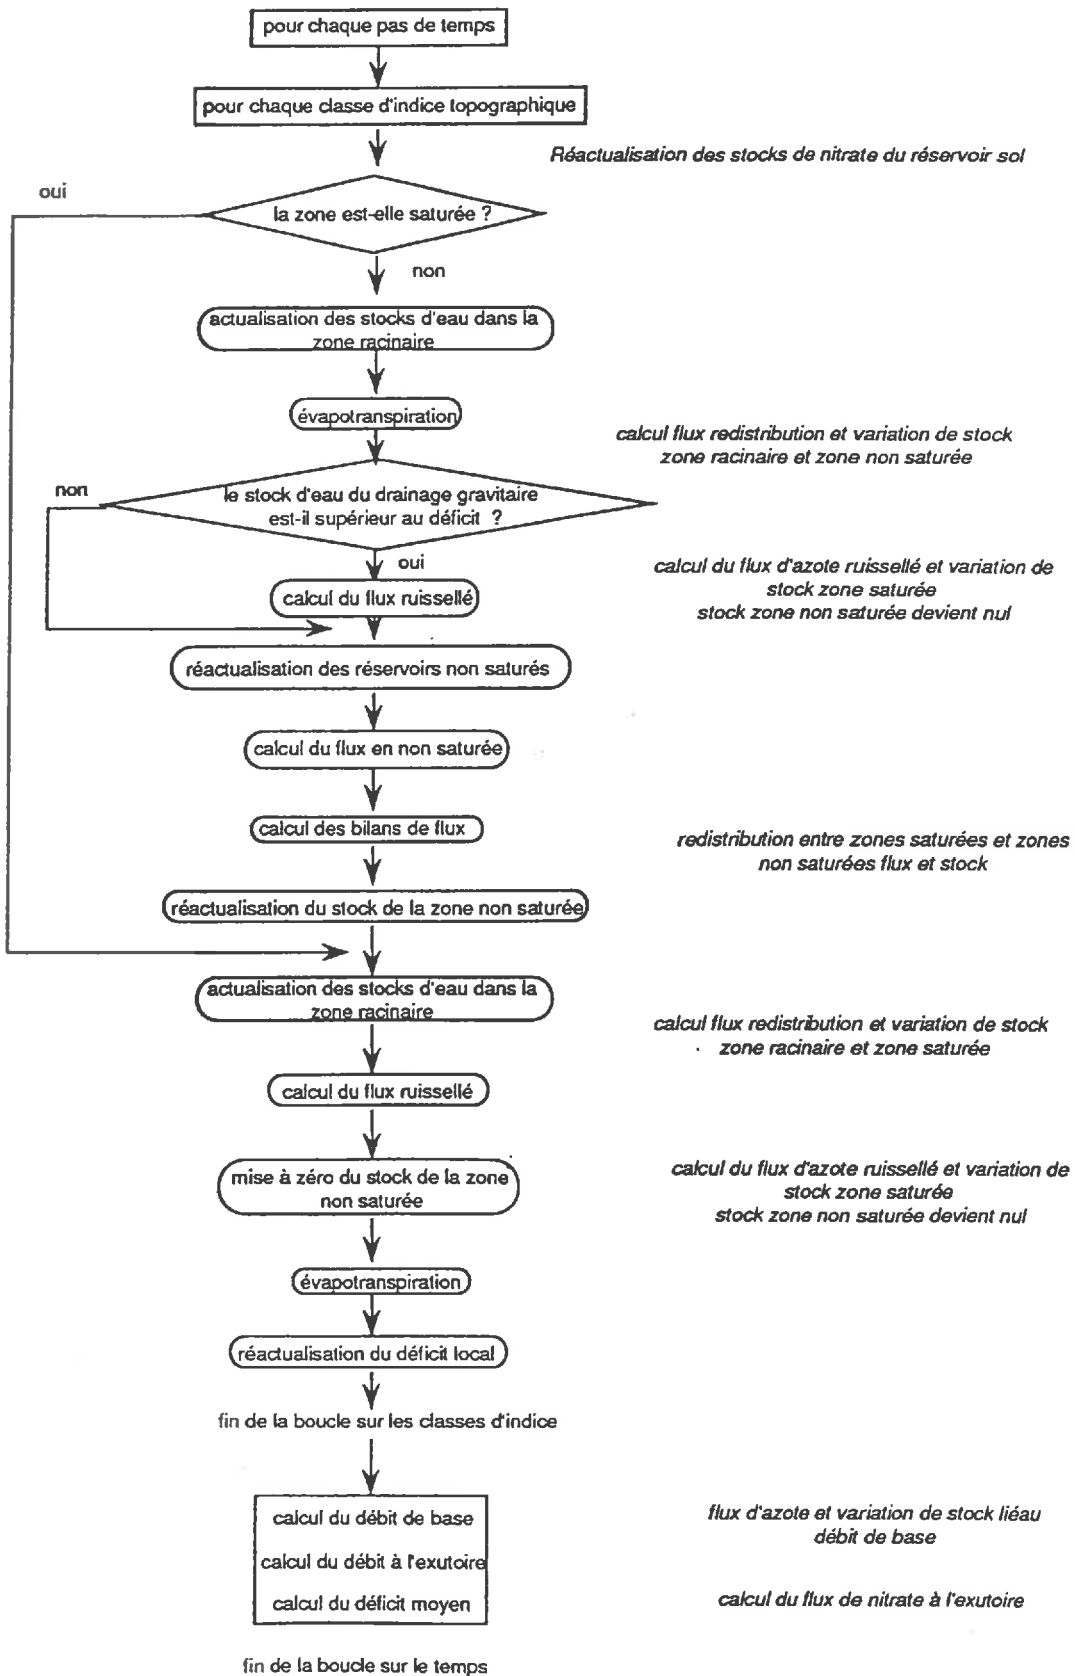 pour chaque pas de temps
pour chaque classe d'indice topographique
Réactualisation des stocks de nitrate du réservoir sol
oui
la zone est-elle saturée ?
non
actualisation des stocks d'eau dans la
zone racinaire
évapotranspiration
calcul flux redistribution et variation de stock
zone racinaire et zone non saturée
non
le stock d'eau du drainage gravitaire
est-il supérieur au déficit ?
oui
calcul du flux d'azote ruissellé et variation de
stock zone saturée
stock zone non saturée devient nul
calcul du flux ruissellé
réactualisation des réservoirs non saturés
calcul du flux en non saturée
calcul des bilans de flux
redistribution entre zones saturées et zones
non saturées flux et stock
réactualisation du stock de la zone non saturée
actualisation des stocks d'eau dans la
zone racinaire
calcul flux redistribution et variation de stock
zone racinaire et zone saturée
calcul du flux ruissellé
mise à zéro du stock de la zone
non saturée
calcul du flux d'azote ruissellé et variation de
stock zone saturée
stock zone non saturée devient nul
évapotranspiration
réactualisation du déficit local
fin de la boucle sur les classes d'indice
calcul du débit de base
flux d'azote et variation de stock liéau
débit de base
calcul du débit à l'exutoire
calcul du déficit moyen
calcul du flux de nitrate à l'exutoire
fin de la boucle sur le temps